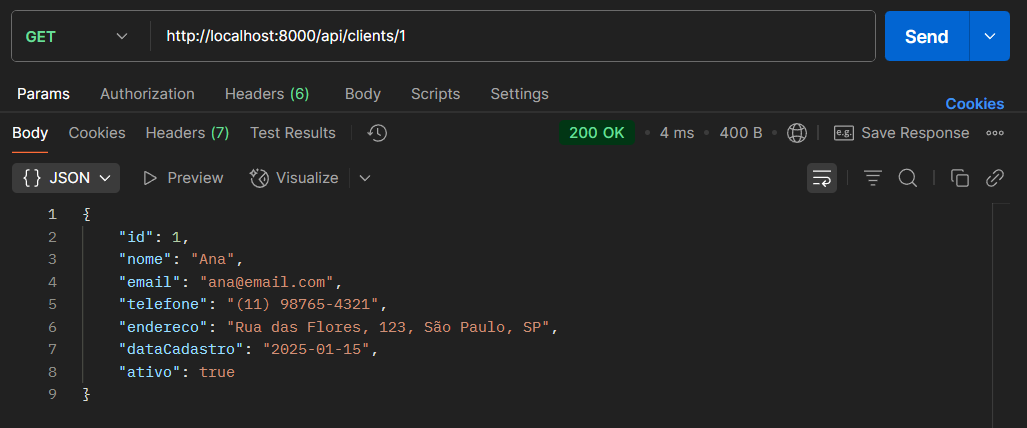 GET http://localhost:8000/api/clients/1 Send
Params Authorization Headers (6) Body Scripts Settings
Cookies
Body Cookies Headers (7) Test Results 200 OK • 4 ms • 400 B • e.g. Save Response
{} JSON Preview Visualize
1 {
2 "id": 1,
3 "nome": "Ana",
4 "email": "ana@email.com",
5 "telefone": "(11) 98765-4321",
6 "endereco": "Rua das Flores, 123, São Paulo, SP",
7 "dataCadastro": "2025-01-15",
8 "ativo": true
9 }